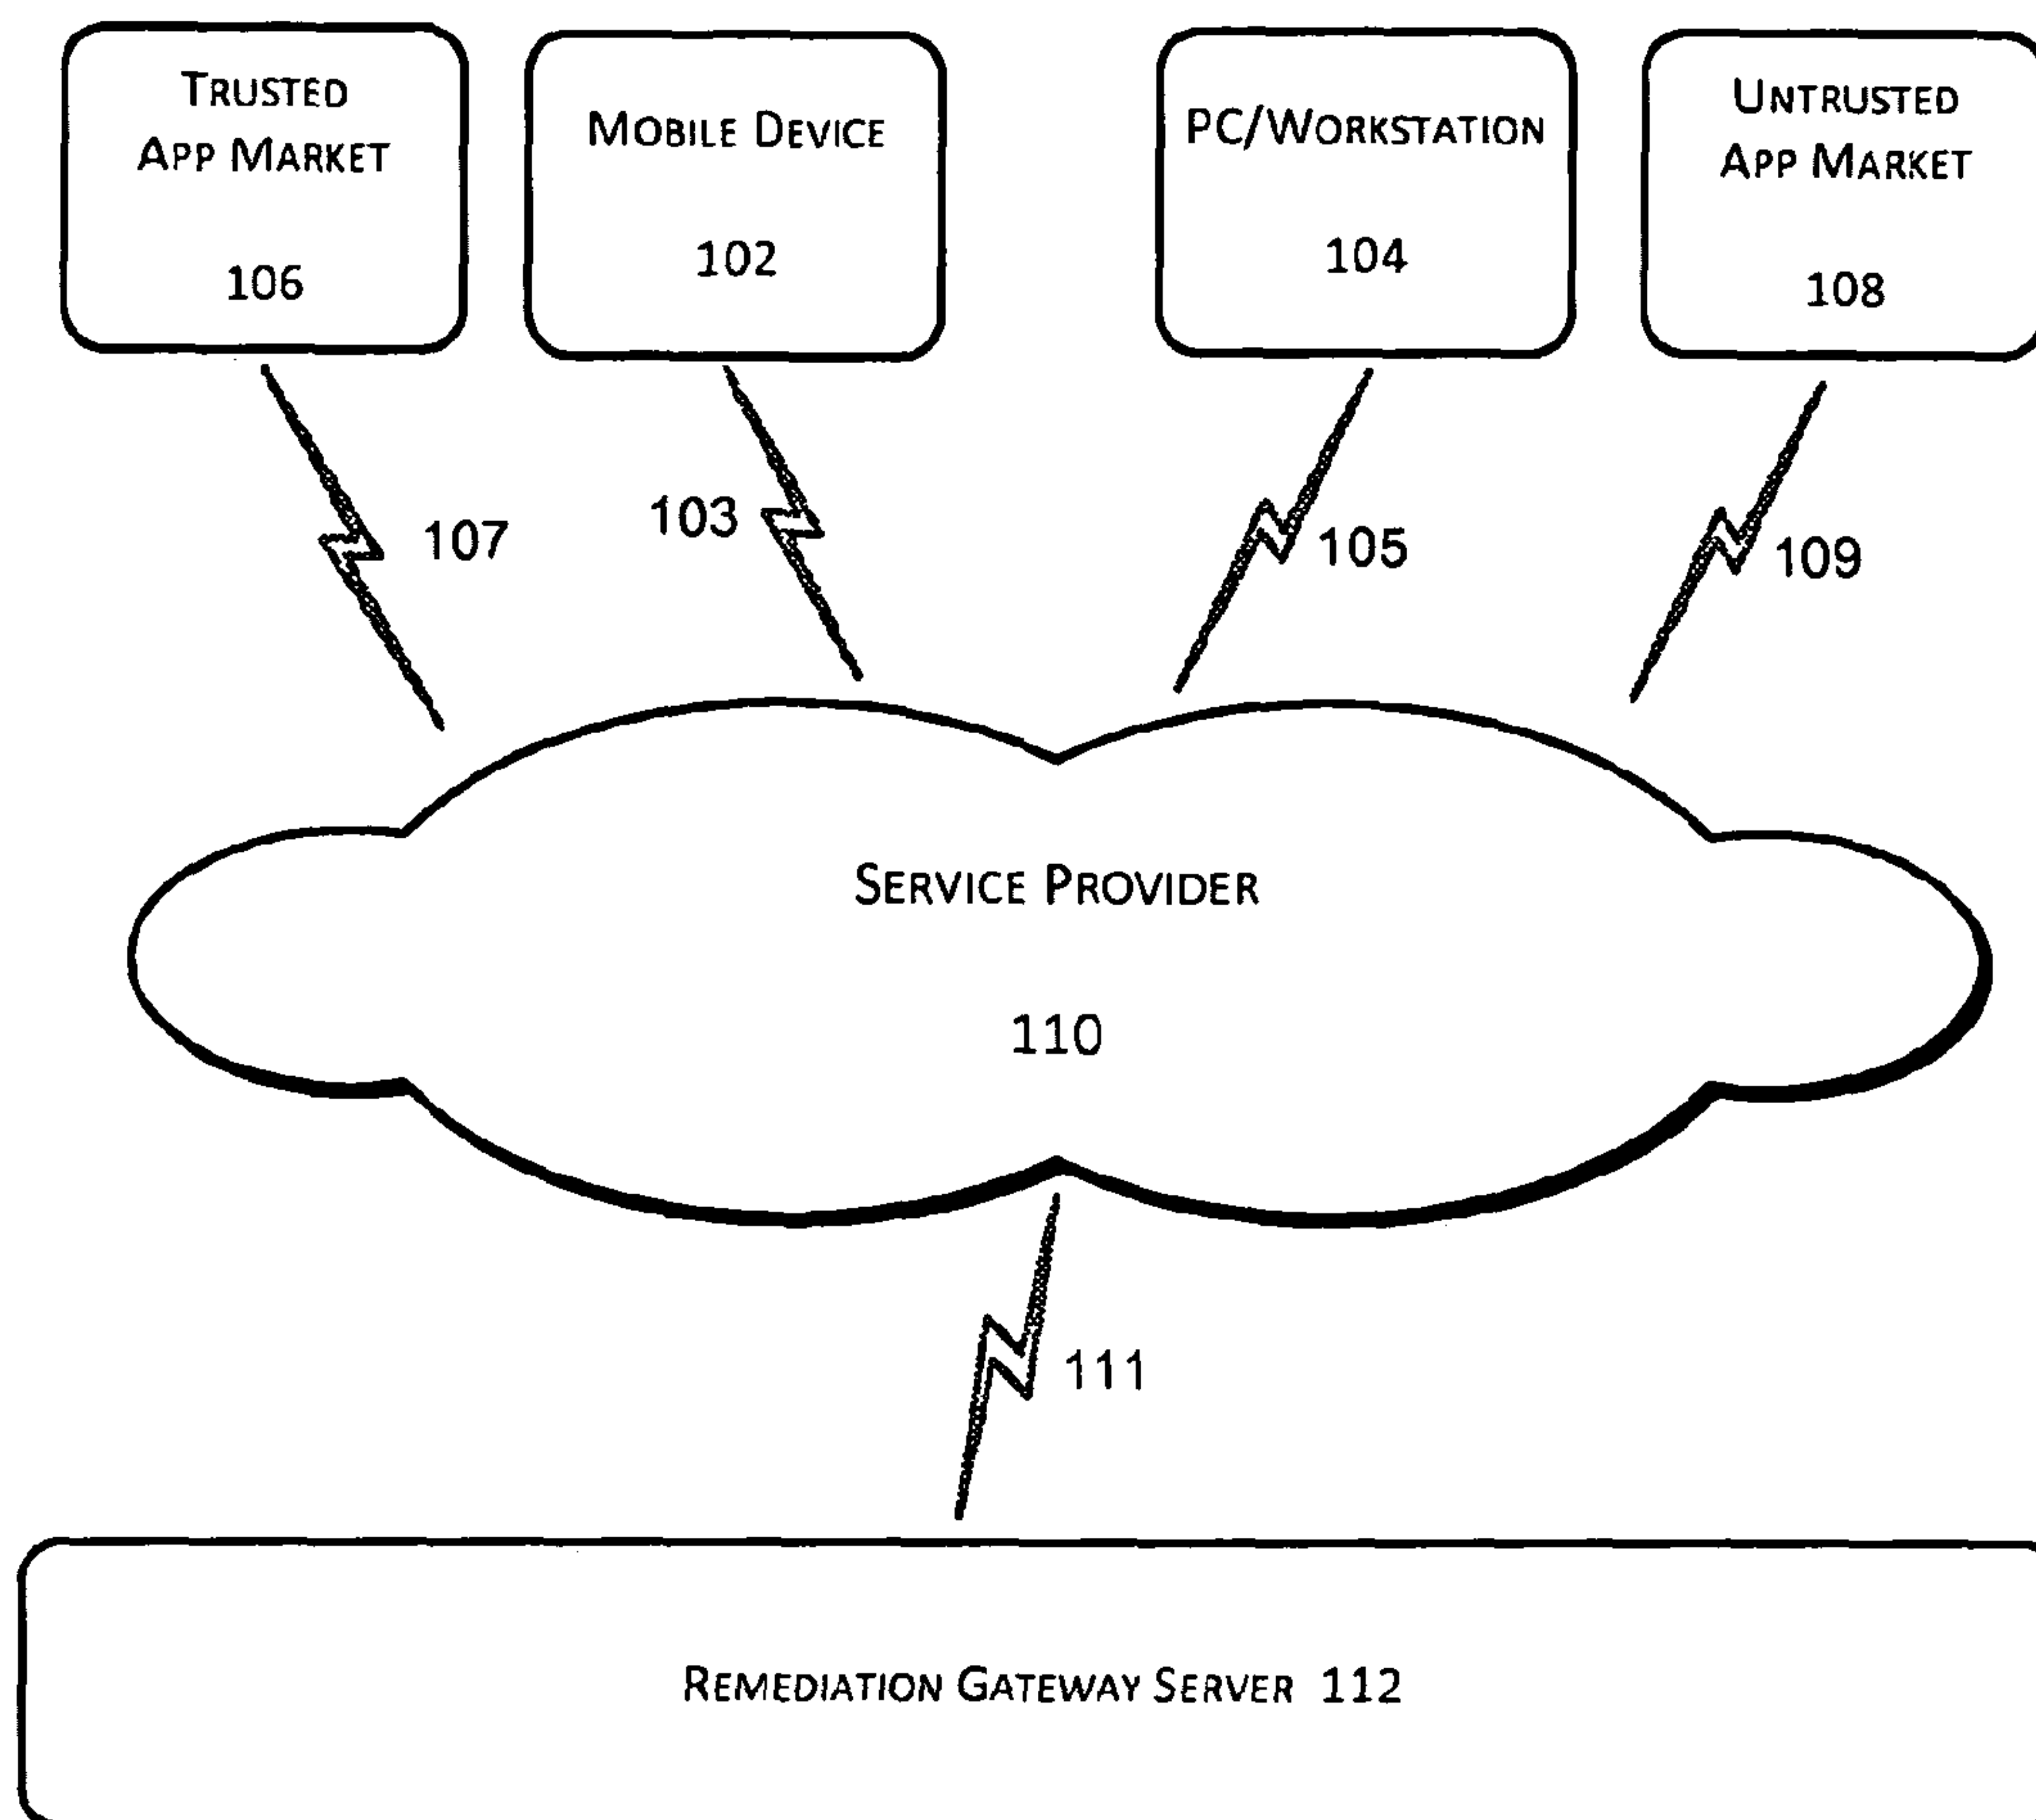 TRUSTED
APP MARKET
106
MOBILE DEVICE
102
PC/WORKSTATION
104
UNTRUSTED
APP MARKET
108
107
103
105
109
SERVICE PROVIDER
110
111
REMEDIATION GATEWAY SERVER 112